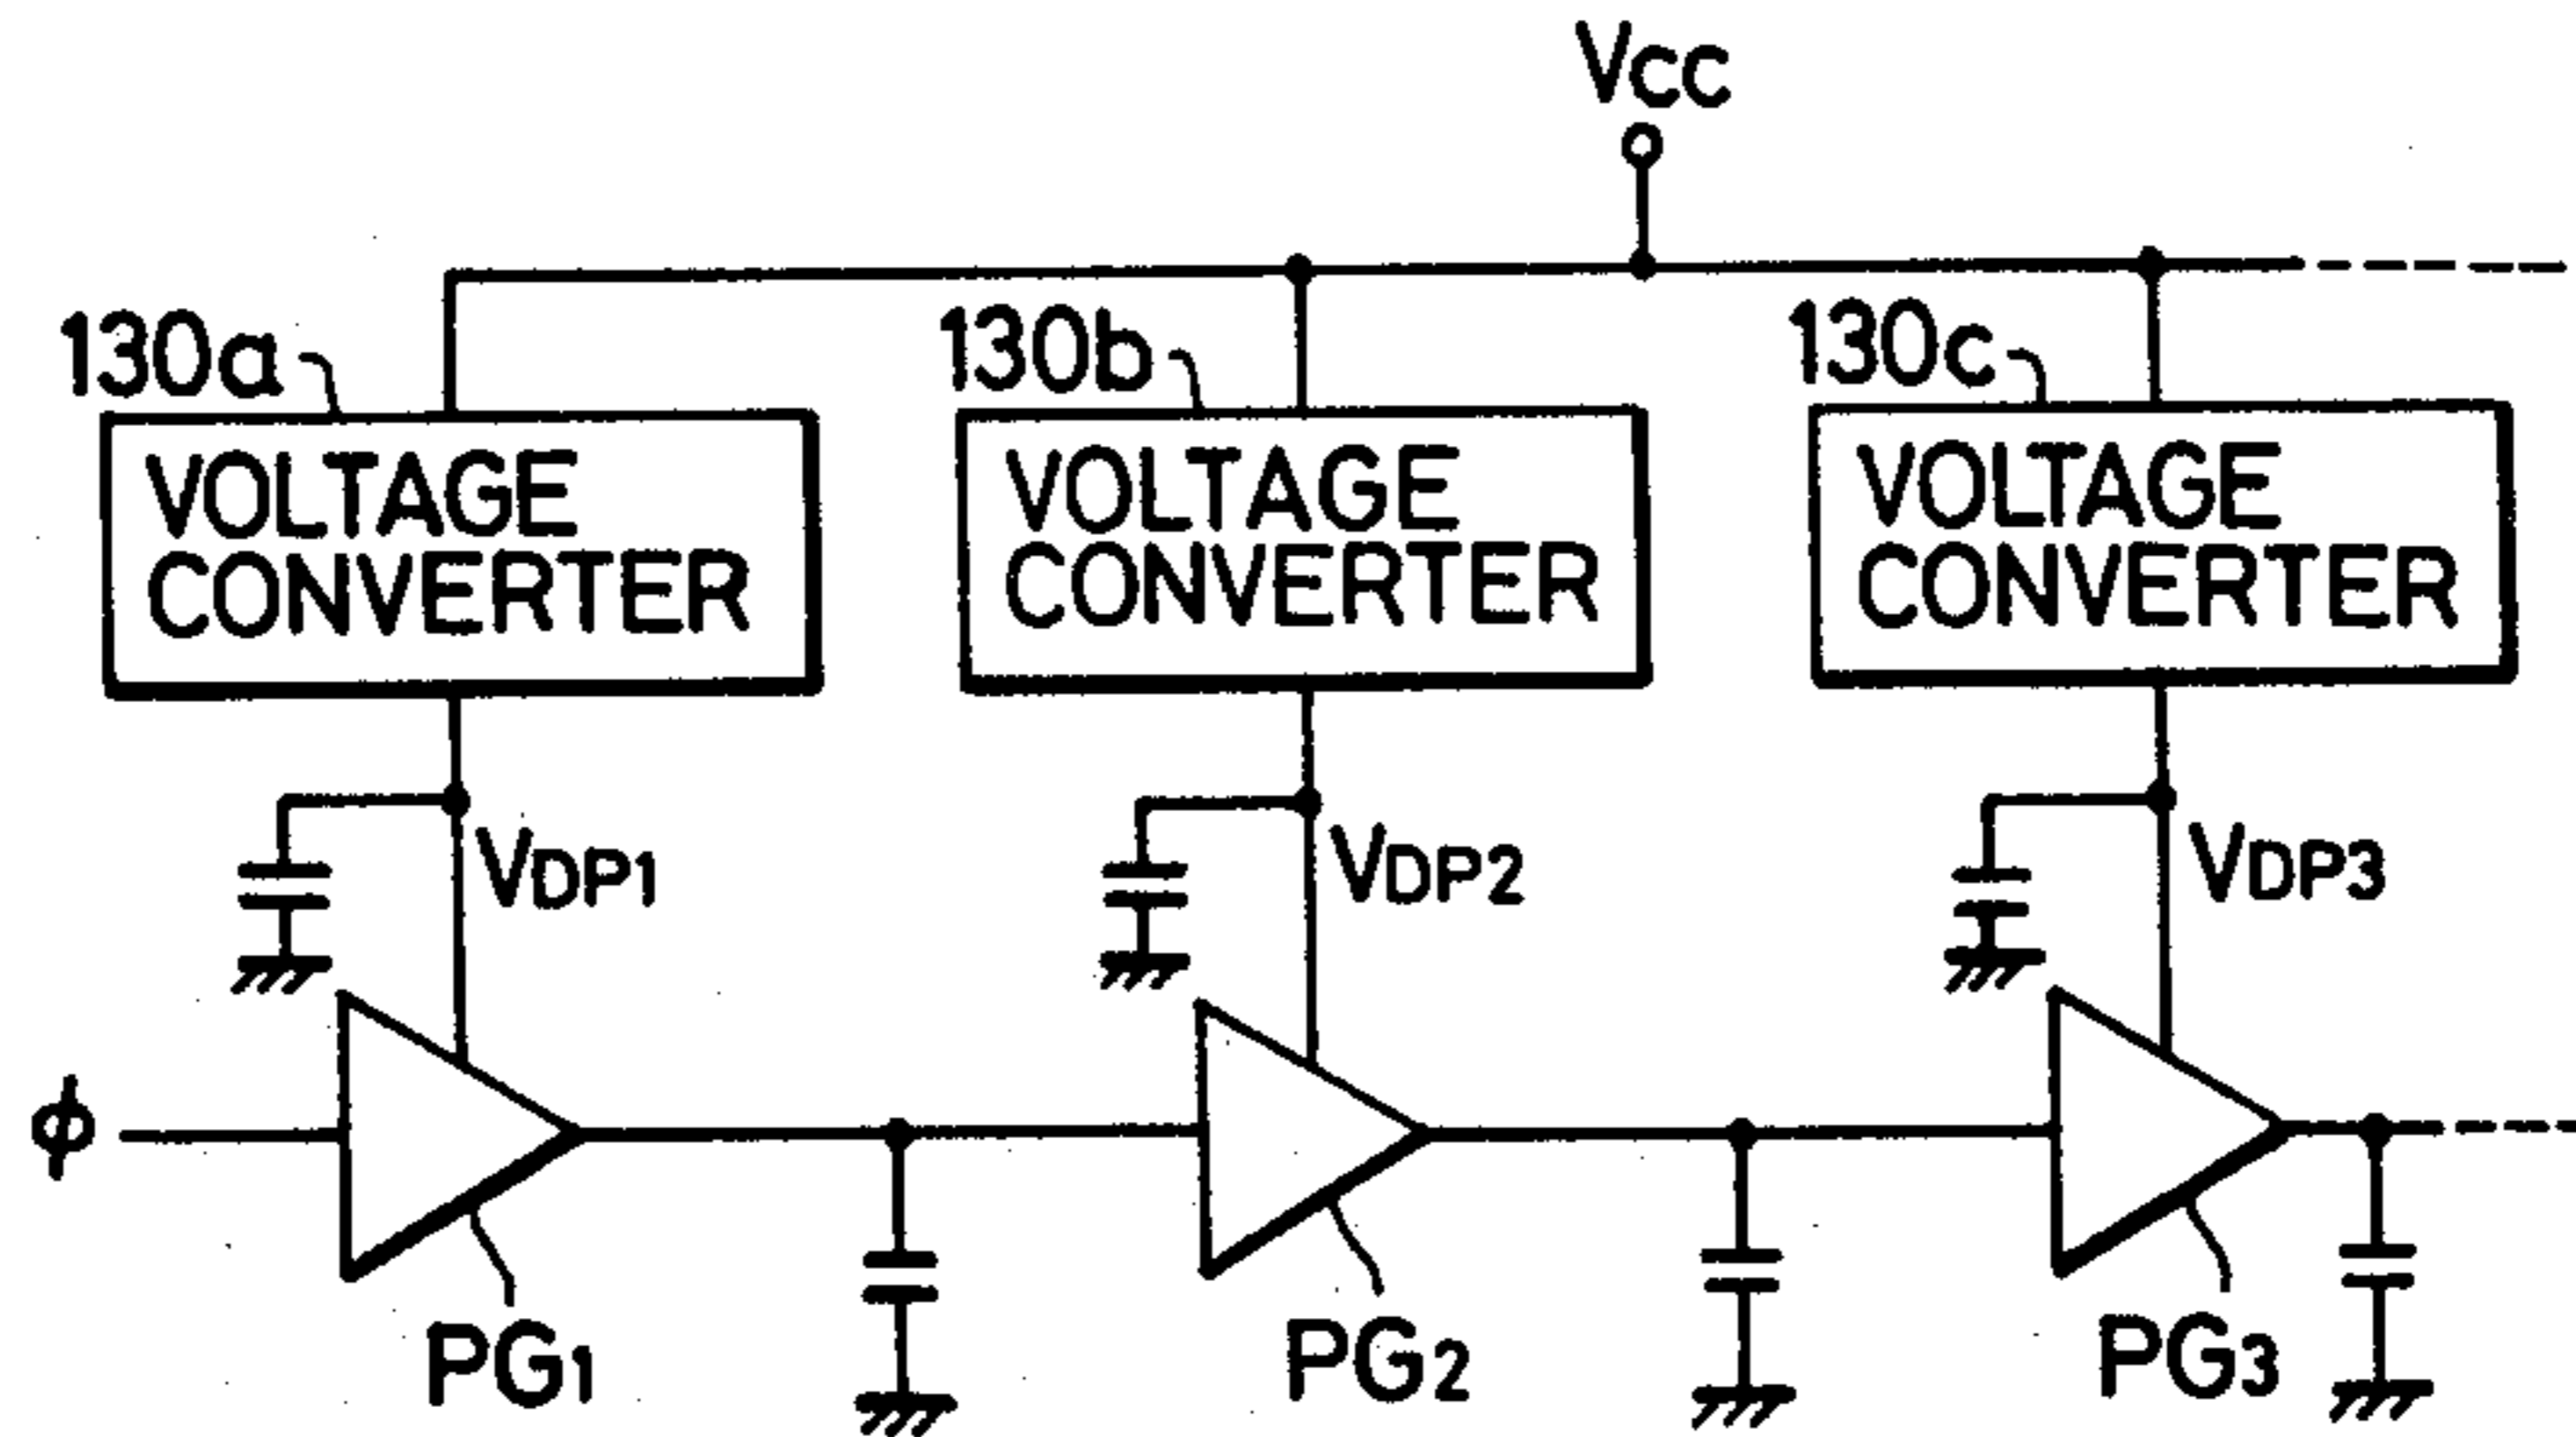 VCC
130a
130b
130c
VOLTAGE
CONVERTER
VOLTAGE
CONVERTER
VOLTAGE
CONVERTER
VDP1
VDP2
VDP3
ϕ
PG1
PG2
PG3